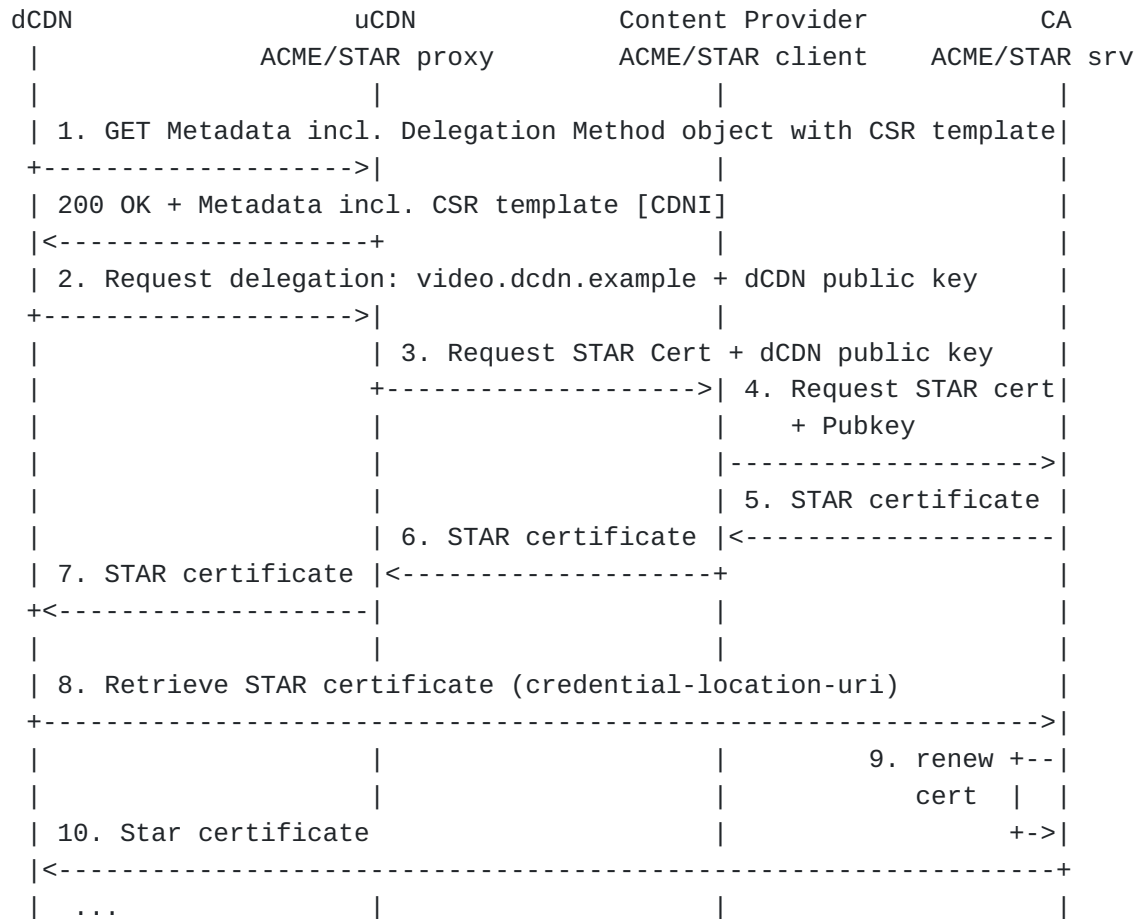 dCDN                  uCDN             Content Provider           CA
 |              ACME/STAR proxy        ACME/STAR client    ACME/STAR srv
 |                     |                     |                     |
 | 1. GET Metadata incl. Delegation Method object with CSR template|
 +-------------------->|                     |                     |
 | 200 OK + Metadata incl. CSR template [CDNI]                     |
 |<--------------------+                     |                     |
 | 2. Request delegation: video.dcdn.example + dCDN public key     |
 +-------------------->|                     |                     |
 |                     | 3. Request STAR Cert + dCDN public key    |
 |                     +-------------------->| 4. Request STAR cert|
 |                     |                     |    + Pubkey         |
 |                     |                     |-------------------->|
 |                     |                     | 5. STAR certificate |
 |                     | 6. STAR certificate |<--------------------|
 | 7. STAR certificate |<--------------------+                     |
 +<--------------------|                     |                     |
 |                     |                     |                     |
 | 8. Retrieve STAR certificate (credential-location-uri)          |
 +---------------------------------------------------------------->|
 |                     |                     |         9. renew +--|
 |                     |                     |            cert  |  |
 | 10. Star certificate                      |                  +->|
 |<----------------------------------------------------------------+
 |  ...                |                     |                     |